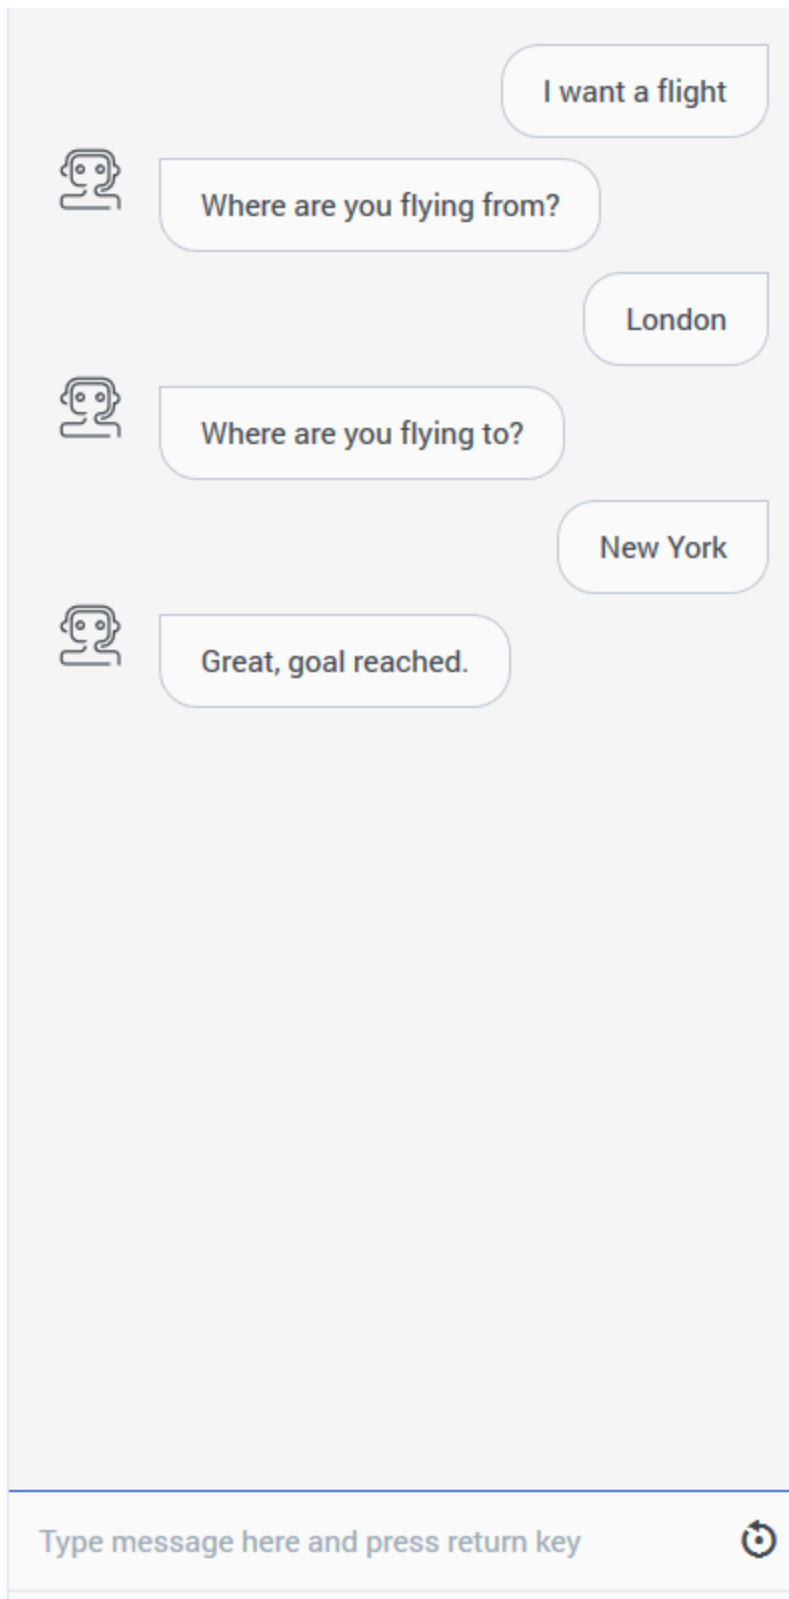 I want a flight
Where are you flying from?
London
Where are you flying to?
New York
Great, goal reached.
Type message here and press return key